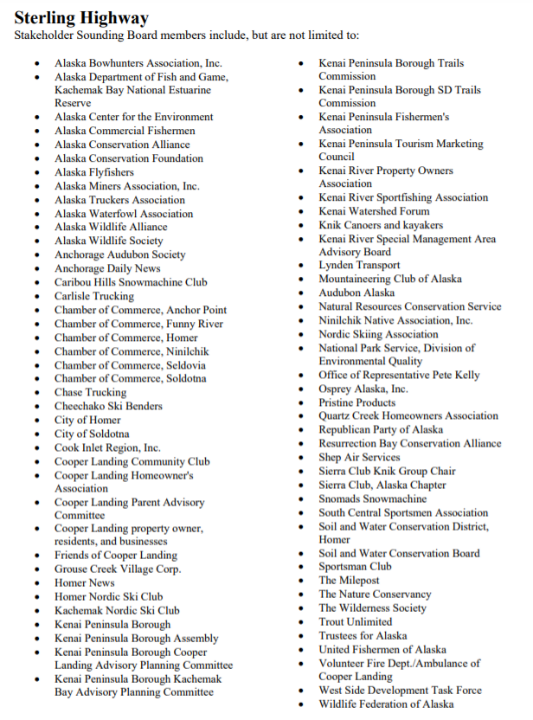 Sterling Highway
Stakeholder Sounding Board members include, but are not limited to:
• Alaska Bowhunters Association, Inc.
• Alaska Department of Fish and Game,
Kachemak Bay National Estuarine
Reserve
• Alaska Center for the Environment
• Alaska Commercial Fishermen
• Alaska Conservation Alliance
• Alaska Conservation Foundation
• Alaska Flyfishers
• Alaska Miners Association, Inc.
• Alaska Truckers Association
• Alaska Waterfowl Association
• Alaska Wildlife Alliance
• Alaska Wildlife Society
• Anchorage Audubon Society
• Anchorage Daily News
• Caribou Hills Snowmachine Club
• Carlisle Trucking
• Chamber of Commerce, Anchor Point
• Chamber of Commerce, Funny River
• Chamber of Commerce, Homer
• Chamber of Commerce, Ninilchik
• Chamber of Commerce, Seldovia
• Chamber of Commerce, Soldotna
• Chase Trucking
• Cheechako Ski Benders
• City of Homer
• City of Soldotna
• Cook Inlet Region, Inc.
• Cooper Landing Community Club
• Cooper Landing Homeowner's
Association
• Cooper Landing Parent Advisory
Committee
• Cooper Landing property owner,
residents, and businesses
• Friends of Cooper Landing
• Grouse Creek Village Corp.
• Homer News
• Homer Nordic Ski Club
• Kachemak Nordic Ski Club
• Kenai Peninsula Borough
• Kenai Peninsula Borough Assembly
• Kenai Peninsula Borough Cooper
Landing Advisory Planning Committee
• Kenai Peninsula Borough Kachemak
Bay Advisory Planning Committee
• Kenai Peninsula Borough Trails
Commission
• Kenai Peninsula Borough SD Trails
Commission
• Kenai Peninsula Fishermen's
Association
• Kenai Peninsula Tourism Marketing
Council
• Kenai River Property Owners
Association
• Kenai River Sportfishing Association
• Kenai Watershed Forum
• Knik Canoers and kayakers
• Kenai River Special Management Area
Advisory Board
• Lynden Transport
• Mountaineering Club of Alaska
• Audubon Alaska
• Natural Resources Conservation Service
• Ninilchik Native Association, Inc.
• Nordic Skiing Association
• National Park Service, Division of
Environmental Quality
• Office of Representative Pete Kelly
• Osprey Alaska, Inc.
• Pristine Products
• Quartz Creek Homeowners Association
• Republican Party of Alaska
• Resurrection Bay Conservation Alliance
• Shep Air Services
• Sierra Club Knik Group Chair
• Sierra Club, Alaska Chapter
• Snomads Snowmachine
• South Central Sportsmen Association
• Soil and Water Conservation District,
Homer
• Soil and Water Conservation Board
• Sportsman Club
• The Milepost
• The Nature Conservancy
• The Wilderness Society
• Trout Unlimited
• Trustees for Alaska
• United Fishermen of Alaska
• Volunteer Fire Dept./Ambulance of
Cooper Landing
• West Side Development Task Force
• Wildlife Federation of Alaska